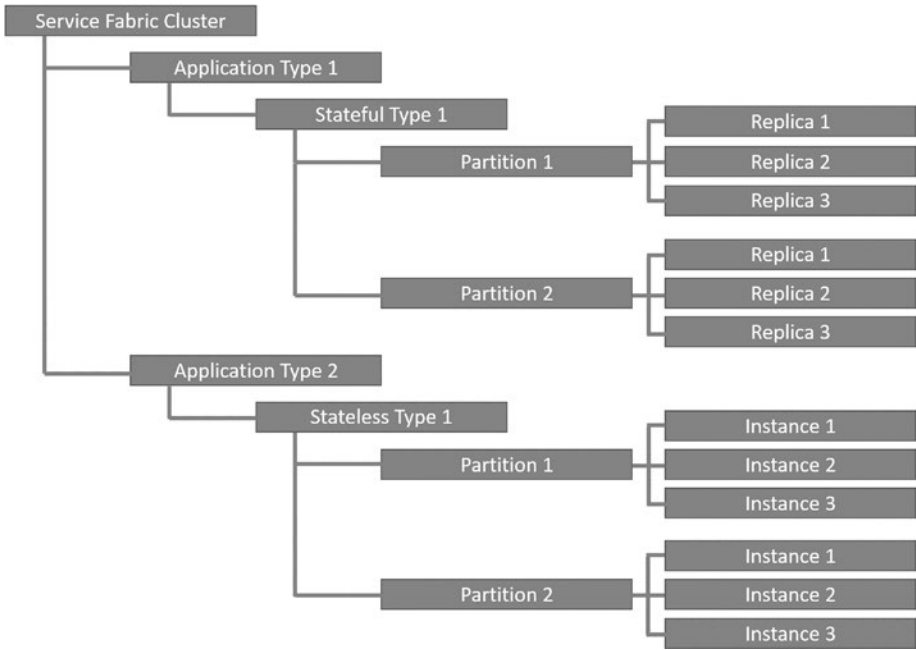 Service Fabric Cluster
Application Type 1
Stateful Type 1
Partition 1
Replica 1
Replica 2
Replica 3
Partition 2
Replica 1
Replica 2
Replica 3
Application Type 2
Stateless Type 1
Partition 1
Instance 1
Instance 2
Instance 3
Partition 2
Instance 1
Instance 2
Instance 3